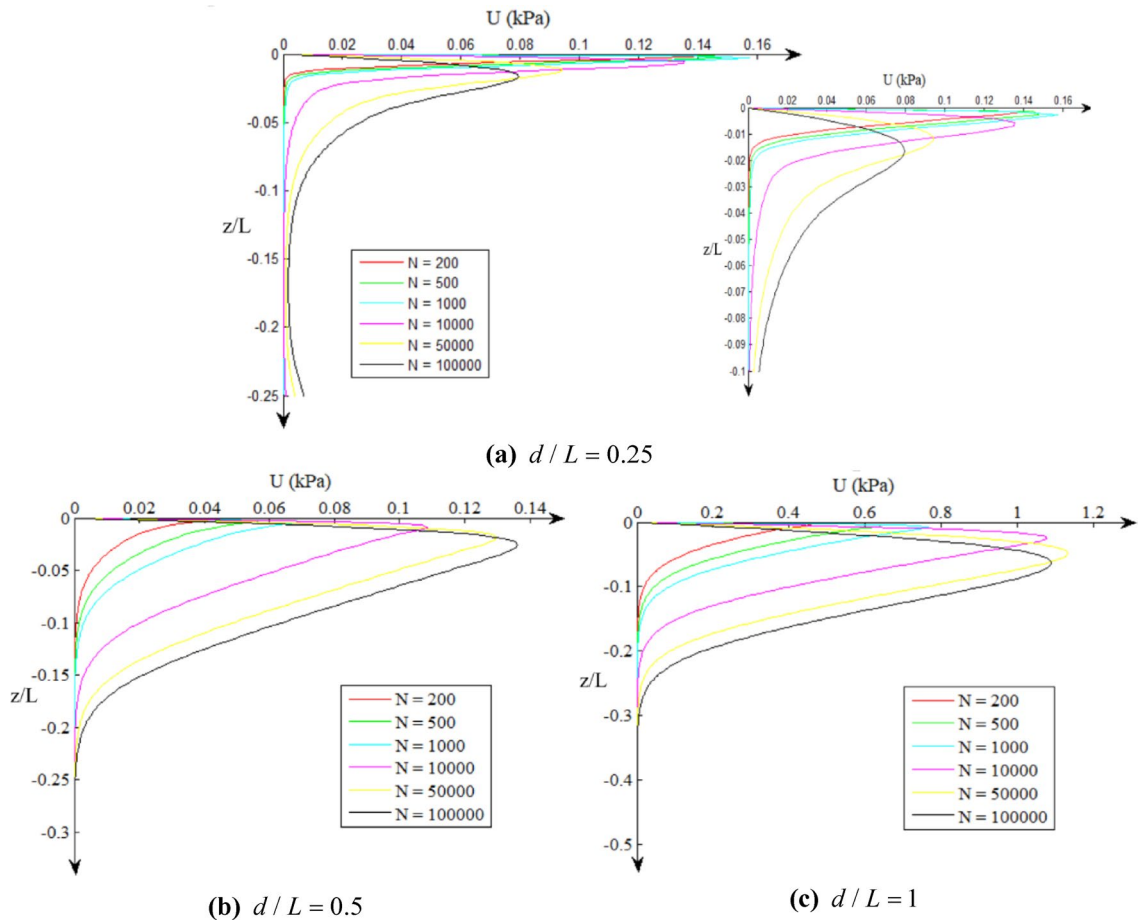 U (kPa)
0 0.02 0.04 0.06 0.08 0.1 0.12 0.14 0.16
0
-0.05
-0.1
z/L
-0.15
-0.2
-0.25
N = 200
N = 500
N = 1000
N = 10000
N = 50000
N = 100000
U (kPa)
0 0.02 0.04 0.06 0.08 0.1 0.12 0.14 0.16
0
-0.01
-0.02
-0.03
-0.04
-0.05
z/L
-0.06
-0.07
-0.08
-0.09
-0.1
(a) d / L = 0.25
U (kPa)
0 0.02 0.04 0.06 0.08 0.1 0.12 0.14
0
-0.05
-0.1
-0.15
z/L
-0.2
-0.25
-0.3
N = 200
N = 500
N = 1000
N = 10000
N = 50000
N = 100000
(b) d / L = 0.5
U (kPa)
0 0.2 0.4 0.6 0.8 1 1.2
0
-0.1
-0.2
z/L
-0.3
-0.4
-0.5
N = 200
N = 500
N = 1000
N = 10000
N = 50000
N = 100000
(c) d / L = 1